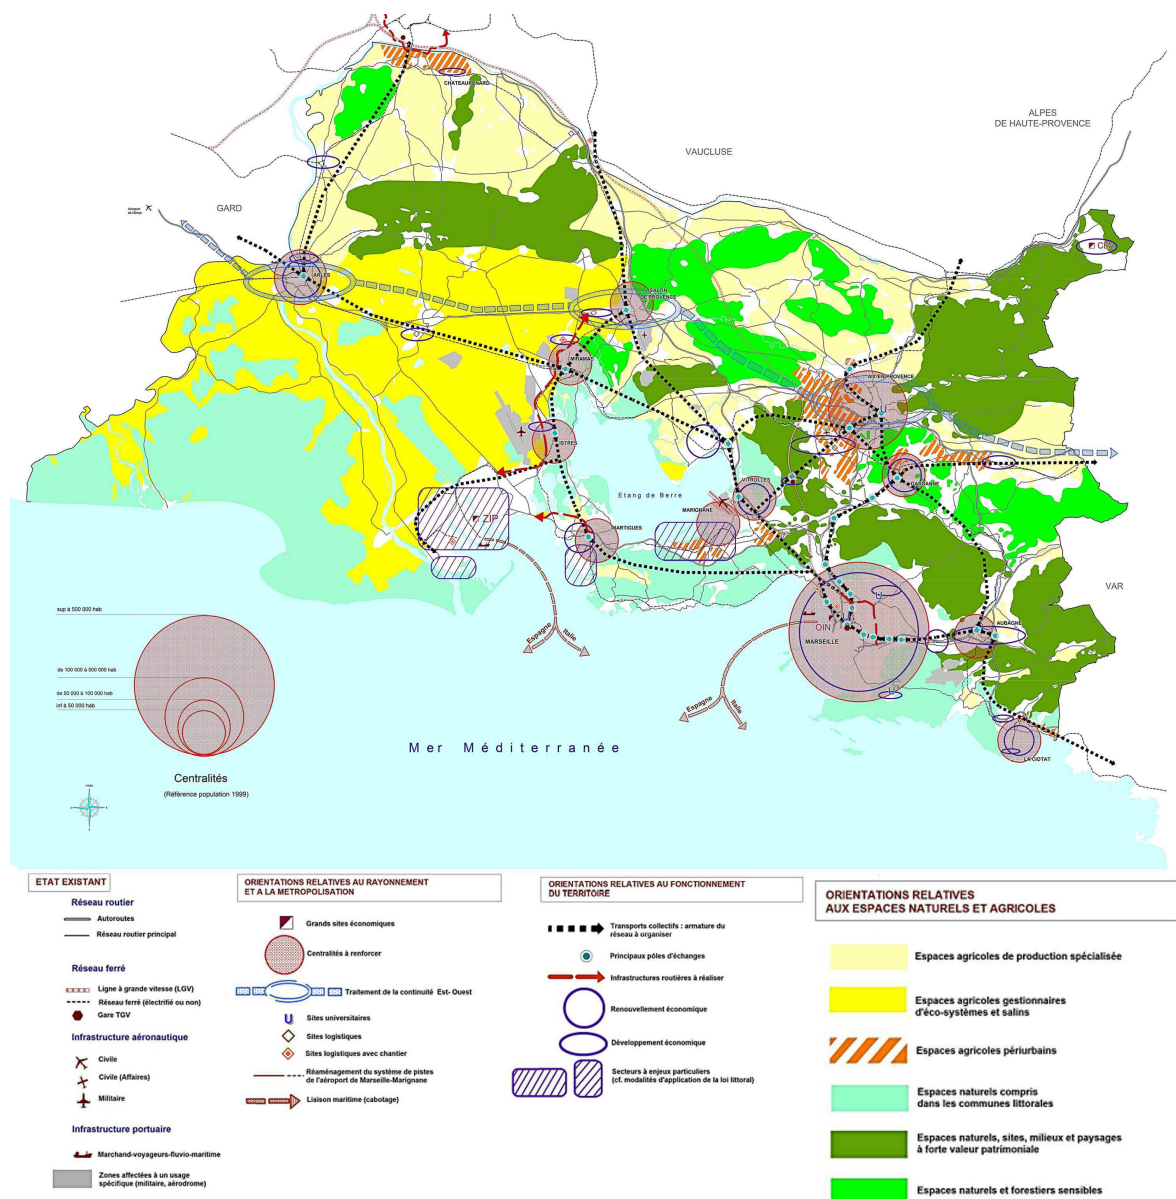 CHATEAURENARD
ALPES
DE HAUTE-PROVENCE
VAUCLUSE
GARD
Aéroport
de Nîmes
CEA
ARLES
SALON
DE PROVENCE
MIRAMAS
AIX EN PROVENCE
ISTRES
VITROLLES
GARDANNE
Etang de Berre
MARIGNANE
ZIP
MARTIGUES
VAR
OIN
MARSEILLE
AUBAGNE
Espagne
Italie
Espagne
Italie
LA CIOTAT
Mer Méditerranée
sup à 500 000 hab
de 100 000 à 500 000 hab
de 50 000 à 100 000 hab
inf à 50 000 hab
Centralités
(Référence population 1999)
ETAT EXISTANT
Réseau routier
Autoroutes
Réseau routier principal
Réseau ferré
Ligne à grande vitesse (LGV)
Réseau ferré (électrifié ou non)
Gare TGV
Infrastructure aéronautique
Civile
Civile (Affaires)
Militaire
Infrastructure portuaire
Marchand-voyageurs-fluvio-maritime
Zones affectées à un usage
spécifique (militaire, aérodrome)
ORIENTATIONS RELATIVES AU RAYONNEMENT
ET A LA METROPOLISATION
Grands sites économiques
Centralités à renforcer
Traitement de la continuité Est- Ouest
U
Sites universitaires
Sites logistiques
Sites logistiques avec chantier
Réaménagement du système de pistes
de l'aéroport de Marseille-Marignane
Liaison maritime (cabotage)
ORIENTATIONS RELATIVES AU FONCTIONNEMENT
DU TERRITOIRE
Transports collectifs : armature du
réseau à organiser
Principaux pôles d'échanges
Infrastructures routières à réaliser
Renouvellement économique
Développement économique
Secteurs à enjeux particuliers
(cf. modalités d'application de la loi littoral)
ORIENTATIONS RELATIVES
AUX ESPACES NATURELS ET AGRICOLES
Espaces agricoles de production spécialisée
Espaces agricoles gestionnaires
d'éco-systèmes et salins
Espaces agricoles périurbains
Espaces naturels compris
dans les communes littorales
Espaces naturels, sites, milieux et paysages
à forte valeur patrimoniale
Espaces naturels et forestiers sensibles